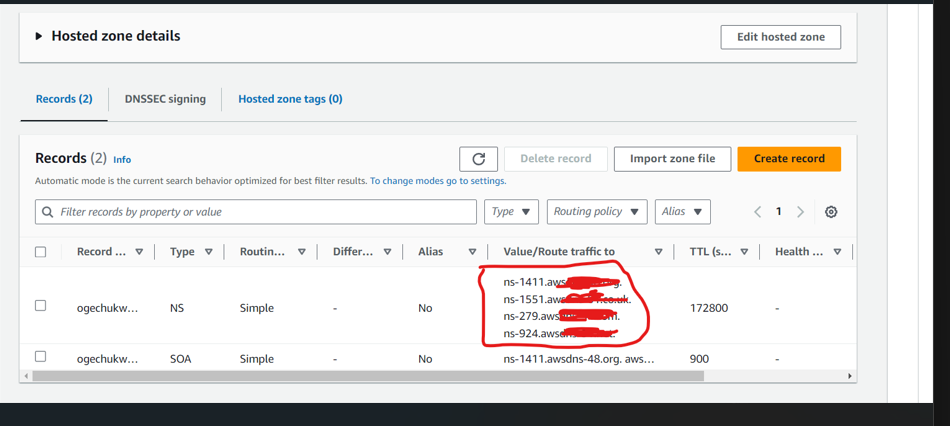 Hosted zone details
Edit hosted zone
Records (2)
DNSSEC signing
Hosted zone tags (0)
Records (2) Info
Delete record
Import zone file
Create record
Automatic mode is the current search behavior optimized for best filter results. To change modes go to settings.
Filter records by property or value
Type
Routing policy
Alias
1
Record ... Type Routin... Differ... Alias Value/Route traffic to TTL (s... Health ...
ns-1411.aws
ns-1551.aws co.uk.
ogechukw... NS Simple - No 172800 -
ns-279.aws
ns-924.aws
ogechukw... SOA Simple - No ns-1411.awsdns-48.org. aws... 900 -